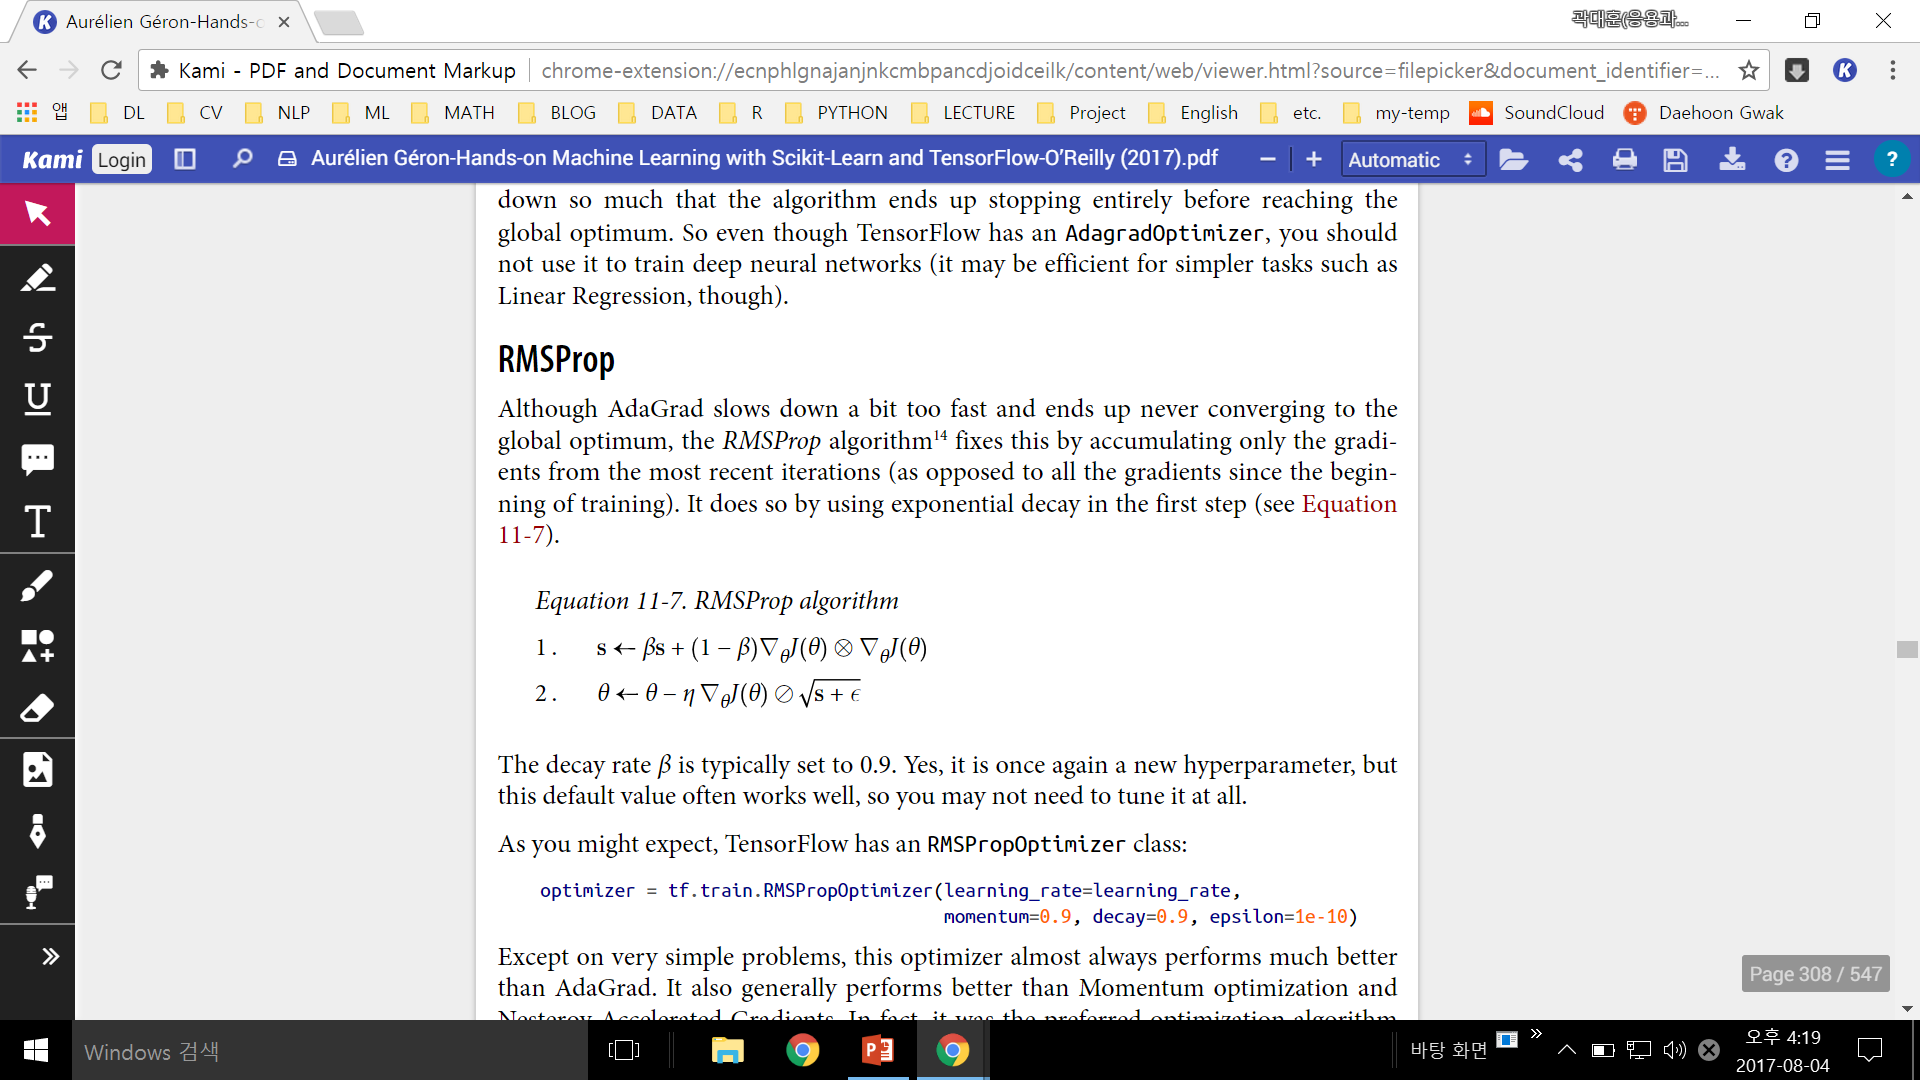 Aurélien Géron-Hands-o
곽대훈(응용과...
Kami - PDF and Document Markup
chrome-extension://ecnphlgnajanjnkcmbpancdjoidceilk/content/web/viewer.html?source=filepicker&document_identifier=...
앱 DL CV NLP ML MATH BLOG DATA R PYTHON LECTURE Project English etc. my-temp SoundCloud Daehoon Gwak
Kami Login Aurélien Géron-Hands-on Machine Learning with Scikit-Learn and TensorFlow-O’Reilly (2017).pdf − + Automatic ? ?
down so much that the algorithm ends up stopping entirely before reaching the
global optimum. So even though TensorFlow has an AdagradOptimizer, you should
not use it to train deep neural networks (it may be efficient for simpler tasks such as
Linear Regression, though).
RMSProp
Although AdaGrad slows down a bit too fast and ends up never converging to the
global optimum, the RMSProp algorithm¹⁴ fixes this by accumulating only the gradi-
ents from the most recent iterations (as opposed to all the gradients since the begin-
ning of training). It does so by using exponential decay in the first step (see Equation
11-7).
Equation 11-7. RMSProp algorithm
1. s ← βs + (1 − β)∇θJ(θ) ⊗ ∇θJ(θ)
2. θ ← θ − η ∇θJ(θ) ⊘ √s + ϵ
The decay rate β is typically set to 0.9. Yes, it is once again a new hyperparameter, but
this default value often works well, so you may not need to tune it at all.
As you might expect, TensorFlow has an RMSPropOptimizer class:
optimizer = tf.train.RMSPropOptimizer(learning_rate=learning_rate,
momentum=0.9, decay=0.9, epsilon=1e-10)
Except on very simple problems, this optimizer almost always performs much better
than AdaGrad. It also generally performs better than Momentum optimization and
Nesterov Accelerated Gradients. In fact, it was the preferred optimization algorithm
Page 308 / 547
Windows 검색
바탕 화면
오후 4:19
2017-08-04